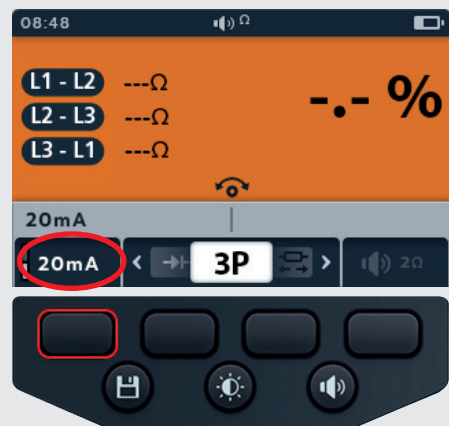 08:48 Ω
L1 - L2 ---Ω
-.- %
L2 - L3 ---Ω
L3 - L1 ---Ω
20mA
20mA < 3P > 2Ω